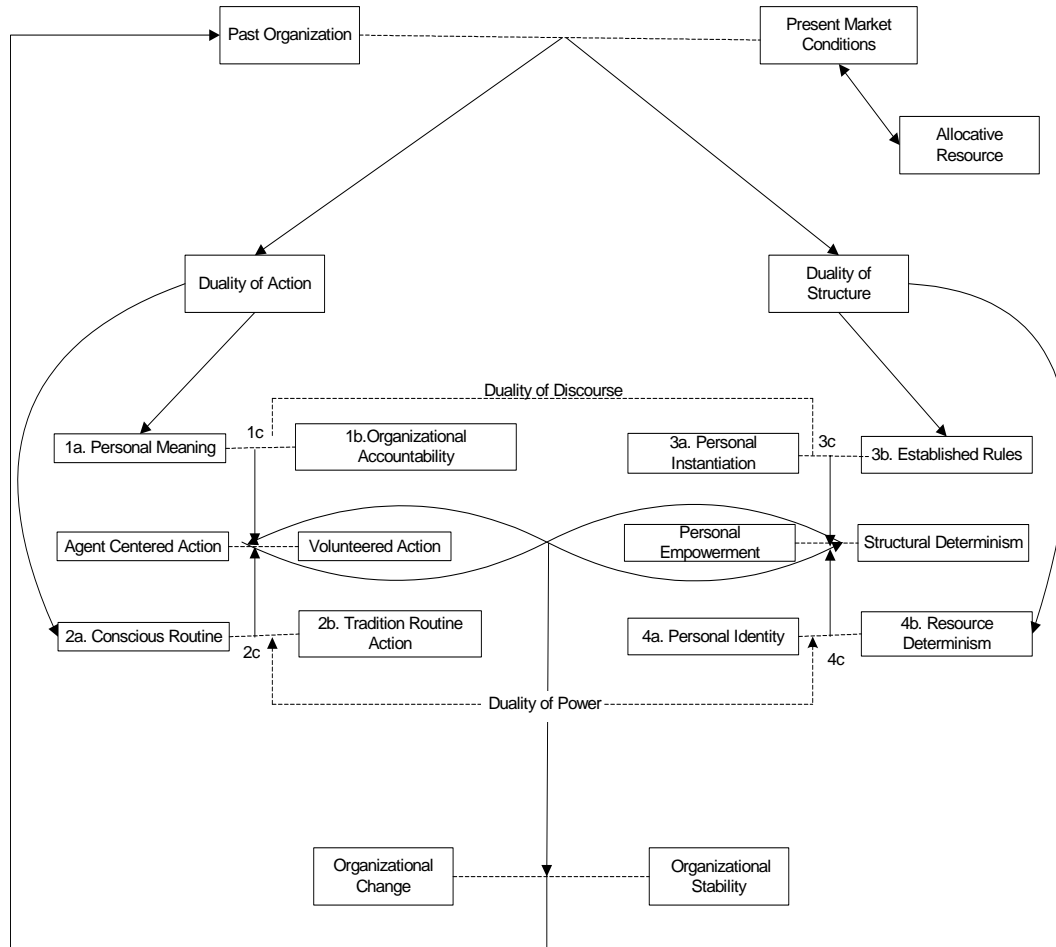 Past Organization
Present Market
Conditions
Allocative
Resource
Duality of Action
Duality of
Structure
Duality of Discourse
1c
3c
1a. Personal Meaning
1b.Organizational
Accountability
3a. Personal
Instantiation
3b. Established Rules
Agent Centered Action
Volunteered Action
Personal
Empowerment
Structural Determinism
2a. Conscious Routine
2b. Tradition Routine
Action
4a. Personal Identity
4b. Resource
Determinism
2c
4c
Duality of Power
Organizational
Change
Organizational
Stability